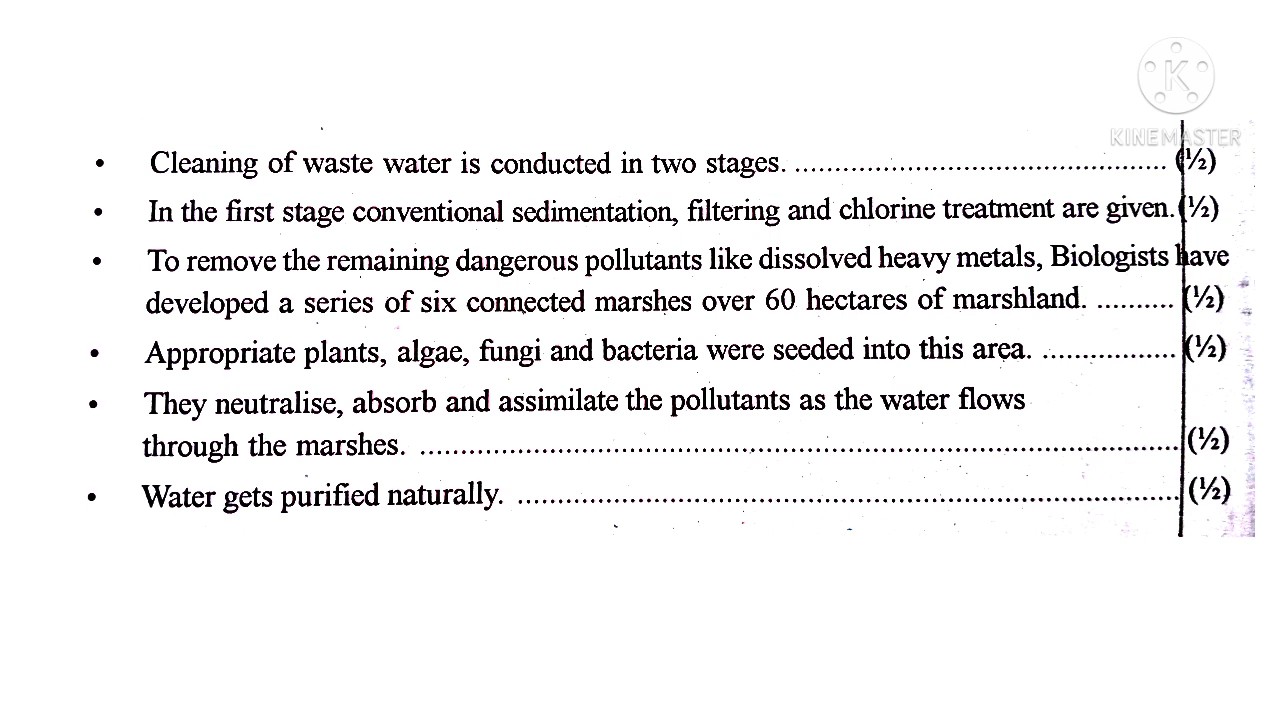 K
KINEMASTER
• Cleaning of waste water is conducted in two stages. ............................................... (½)
• In the first stage conventional sedimentation, filtering and chlorine treatment are given. (½)
• To remove the remaining dangerous pollutants like dissolved heavy metals, Biologists have
developed a series of six connected marshes over 60 hectares of marshland. .......... (½)
• Appropriate plants, algae, fungi and bacteria were seeded into this area. ................. (½)
• They neutralise, absorb and assimilate the pollutants as the water flows
through the marshes. ................................................................................................ (½)
• Water gets purified naturally. .................................................................................... (½)